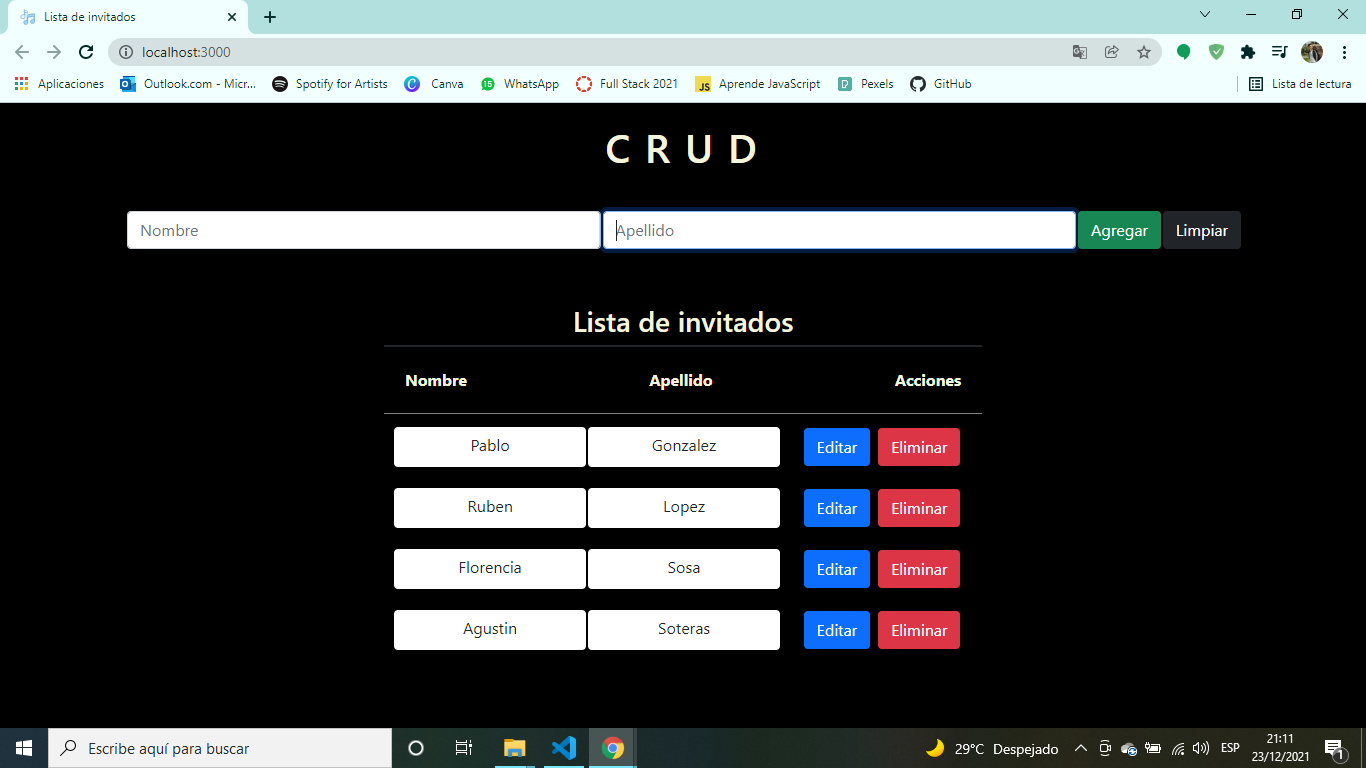 Lista de invitados
localhost:3000
Aplicaciones Outlook.com - Micr... Spotify for Artists Canva 15 WhatsApp Full Stack 2021 JS Aprende JavaScript Pexels GitHub Lista de lectura
C R U D
Nombre Apellido Agregar Limpiar
Lista de invitados
Nombre Apellido Acciones
Pablo Gonzalez Editar Eliminar
Ruben Lopez Editar Eliminar
Florencia Sosa Editar Eliminar
Agustin Soteras Editar Eliminar
Escribe aquí para buscar 29°C Despejado ESP 21:11
23/12/2021 1